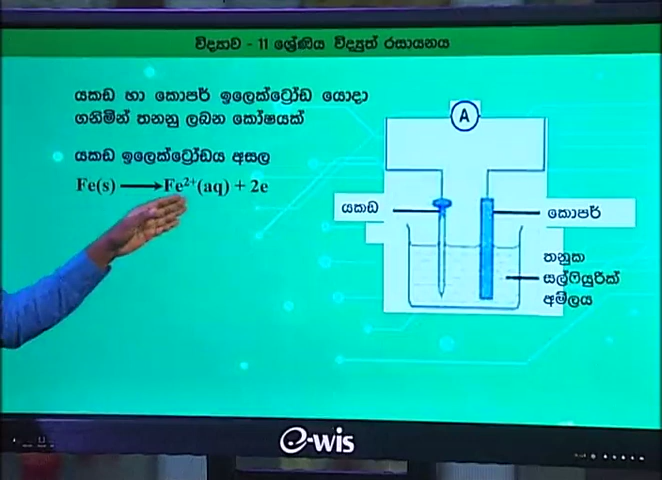 විද්‍යාව - 11 ශ්‍රේණිය විද්‍යුත් රසායනය
යකඩ හා කොපර් ඉලෙක්ට්‍රෝඩ යොදා
ගනිමින් තනනු ලබන කෝෂයක්
යකඩ ඉලෙක්ට්‍රෝඩය අසල
Fe(s) ⟶ Fe²⁺(aq) + 2e
A
යකඩ
කොපර්
තනුක
සල්ෆියුරික්
අම්ලය
e-wis